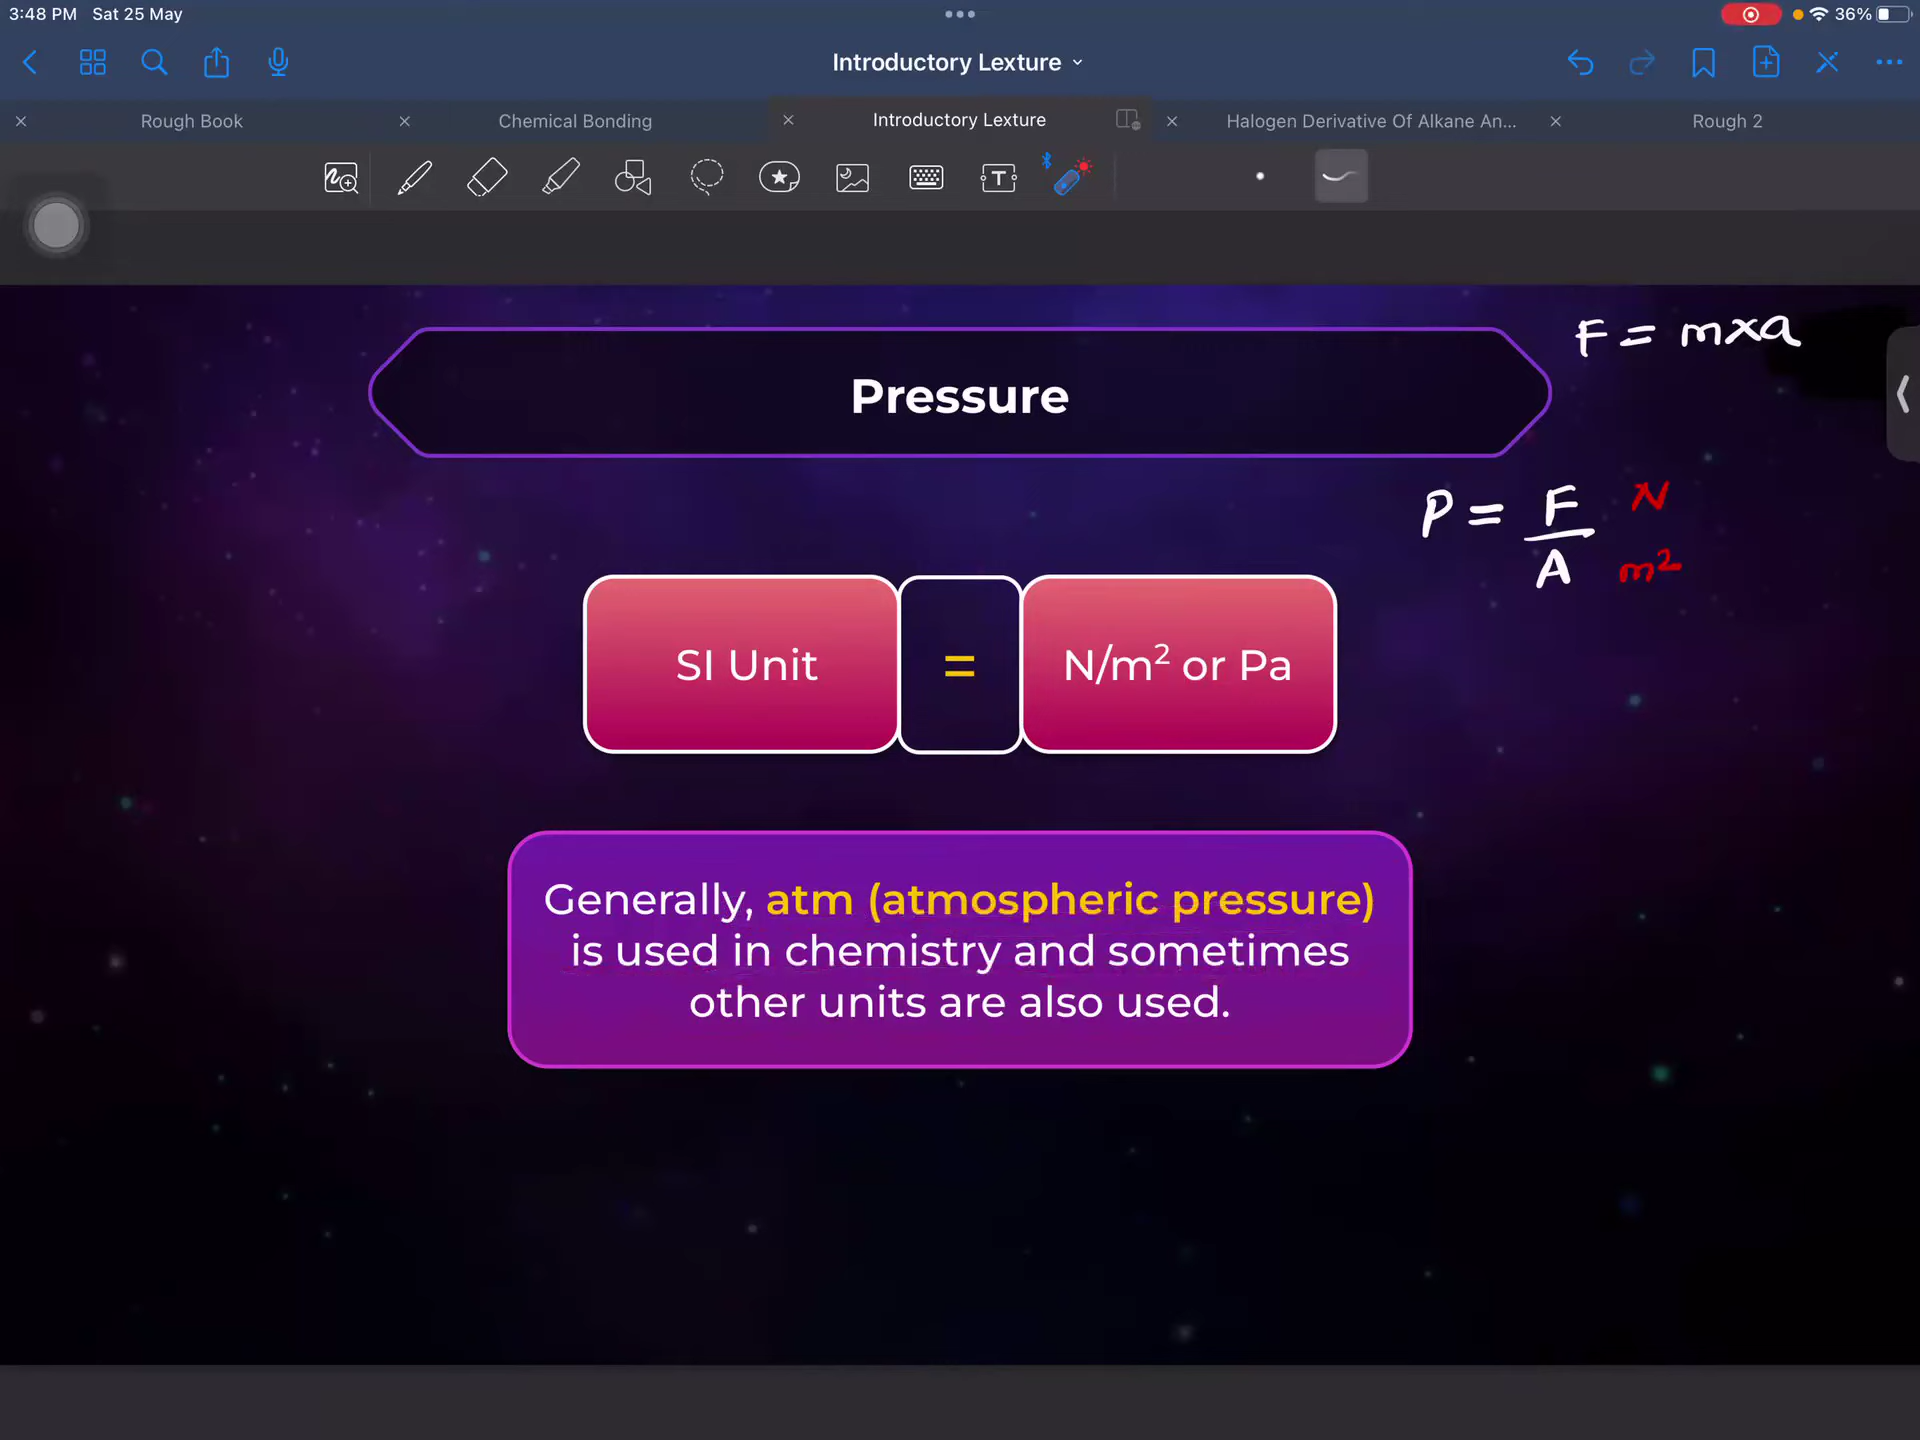 3:48 PM Sat 25 May
36%
Introductory Lexture
Rough Book
Chemical Bonding
Introductory Lexture
Halogen Derivative Of Alkane An...
Rough 2
F = m×a
Pressure
P = F/A N/m²
SI Unit = N/m² or Pa
Generally, atm (atmospheric pressure)
is used in chemistry and sometimes
other units are also used.